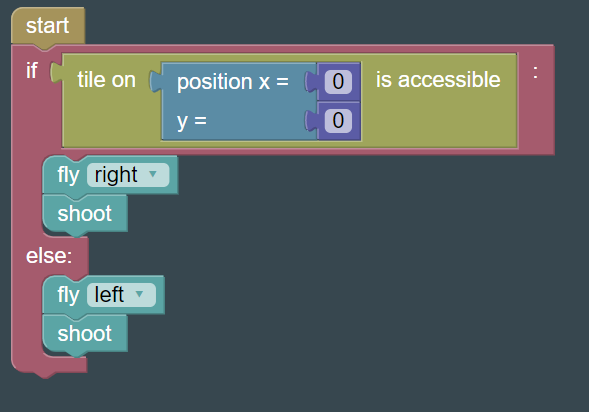 start
if tile on position x = 0 is accessible :
y = 0
fly right
shoot
else:
fly left
shoot